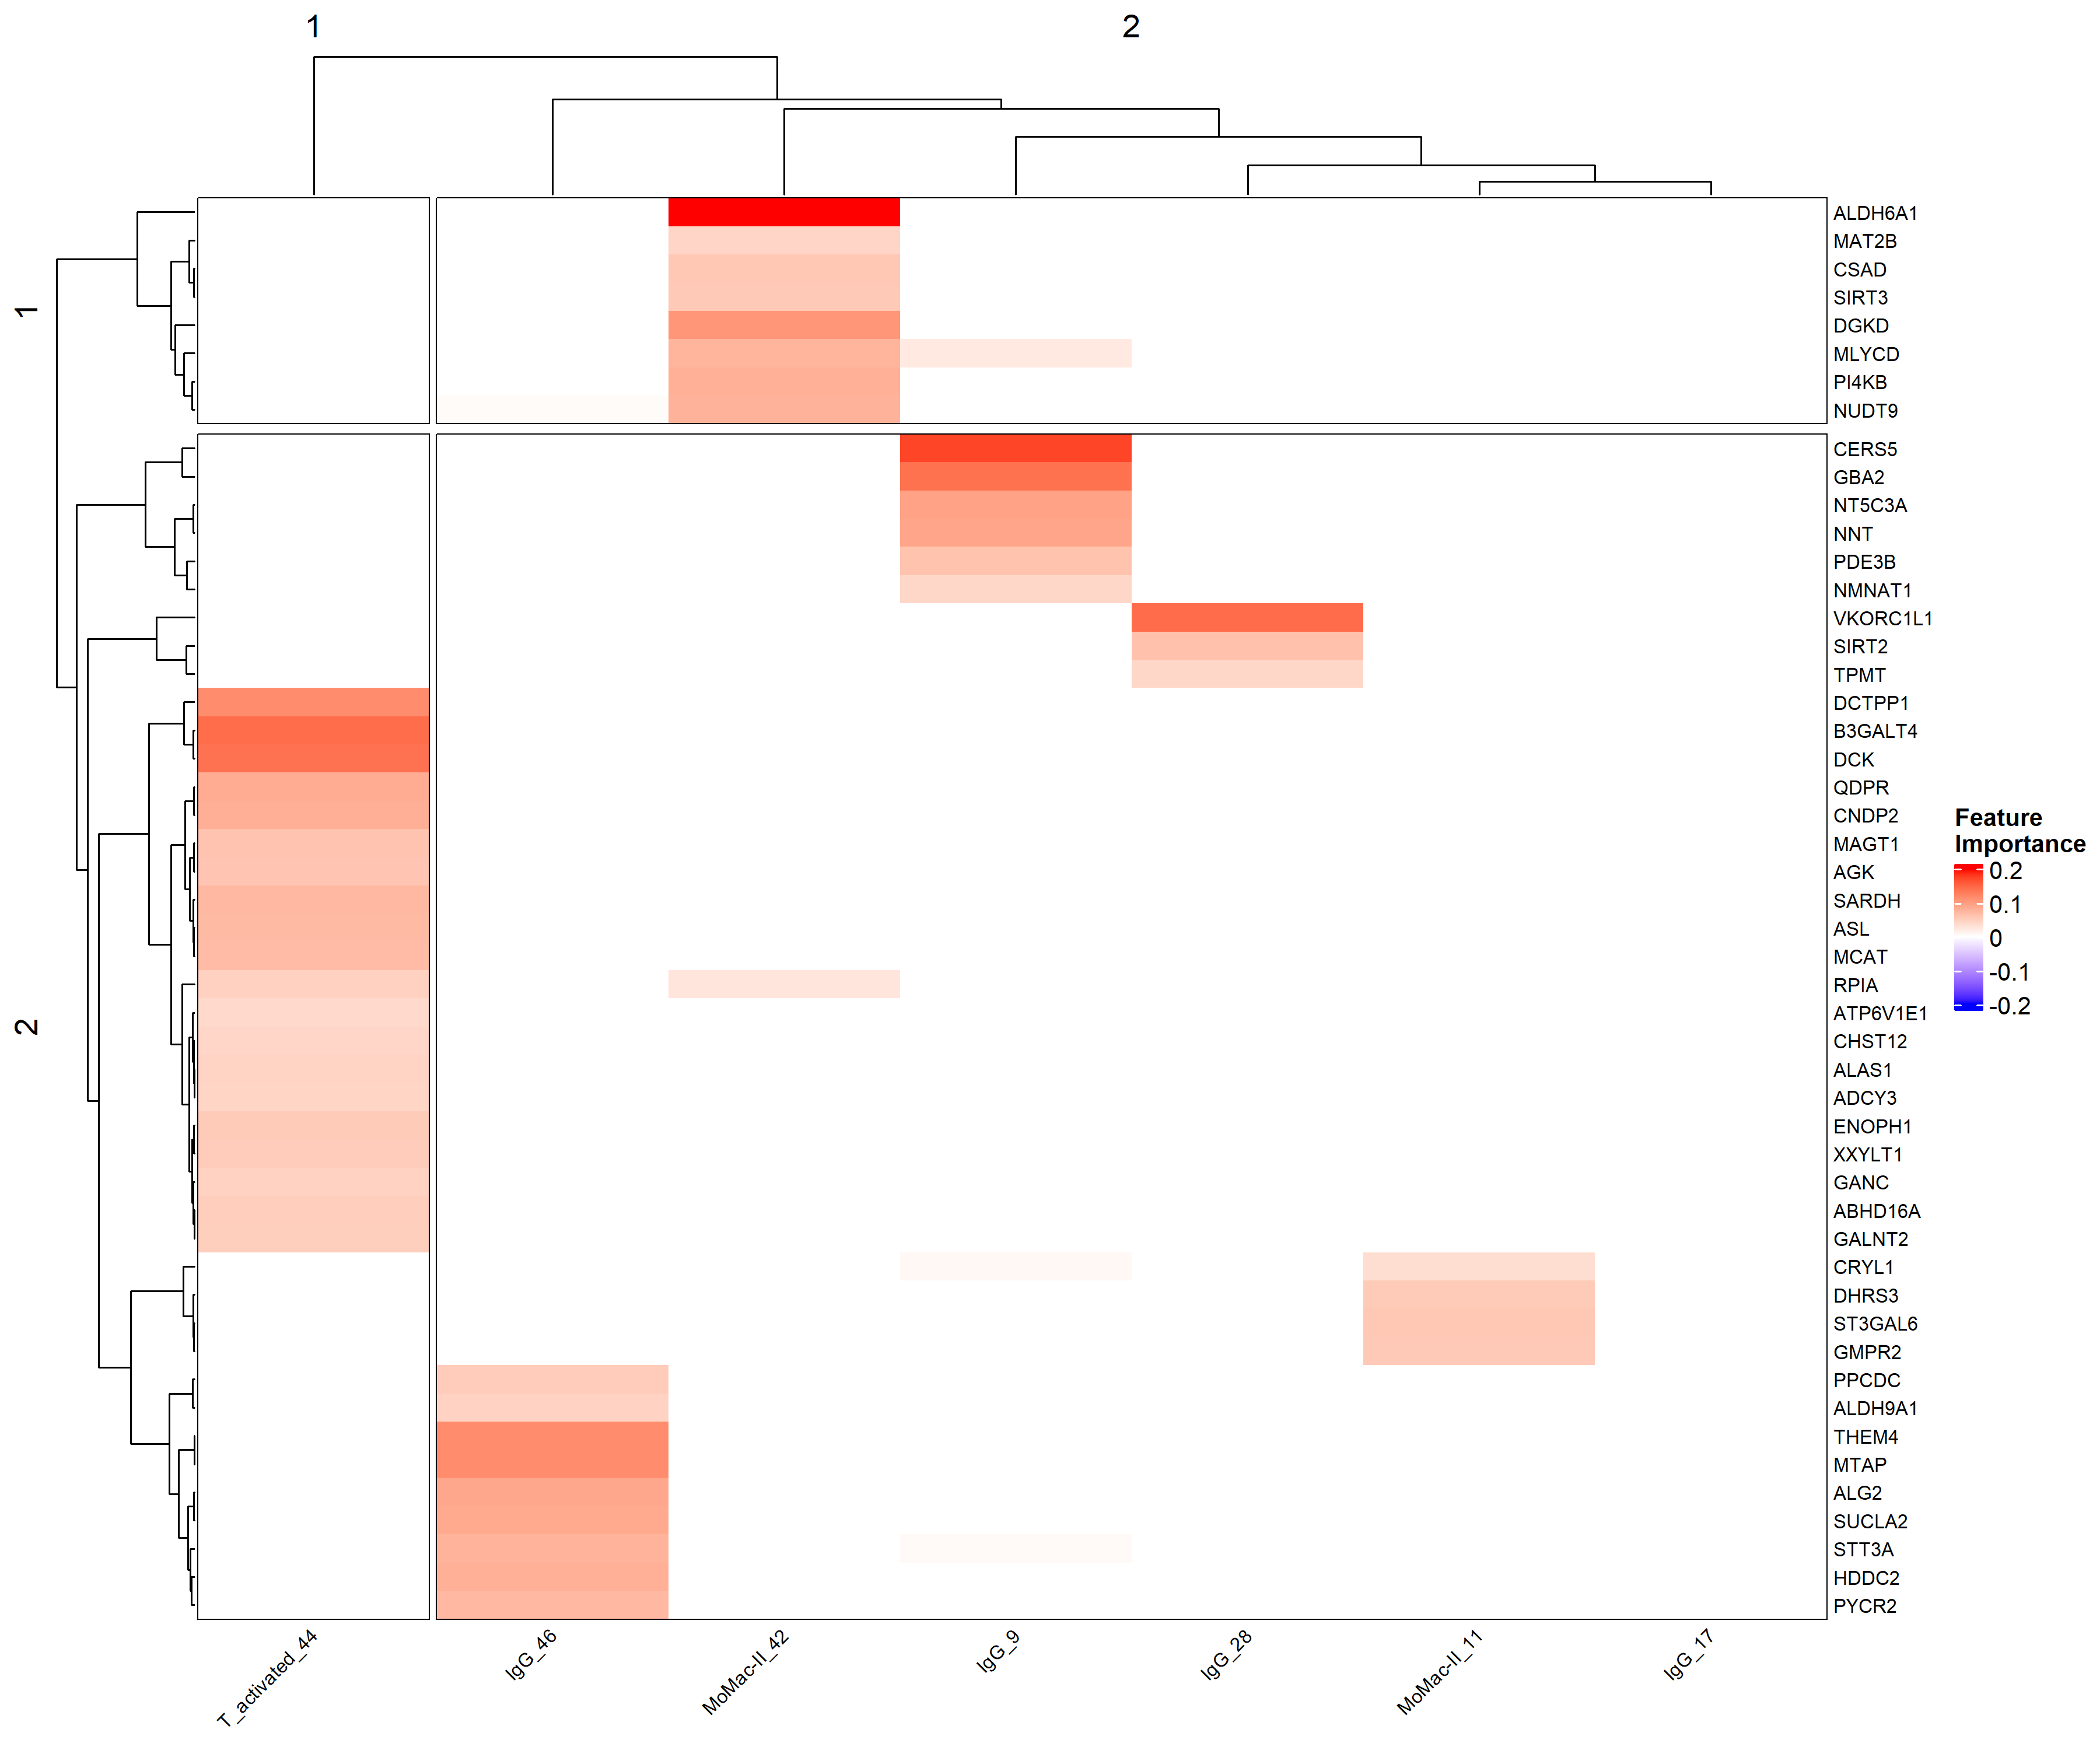 1
2
1
2
ALDH6A1
MAT2B
CSAD
SIRT3
DGKD
MLYCD
PI4KB
NUDT9
CERS5
GBA2
NT5C3A
NNT
PDE3B
NMNAT1
VKORC1L1
SIRT2
TPMT
DCTPP1
B3GALT4
DCK
QDPR
CNDP2
MAGT1
AGK
SARDH
ASL
MCAT
RPIA
ATP6V1E1
CHST12
ALAS1
ADCY3
ENOPH1
XXYLT1
GANC
ABHD16A
GALNT2
CRYL1
DHRS3
ST3GAL6
GMPR2
PPCDC
ALDH9A1
THEM4
MTAP
ALG2
SUCLA2
STT3A
HDDC2
PYCR2
Feature
Importance
0.2
0.1
0
-0.1
-0.2
T_activated_44
IgG_46
MoMac-II_42
IgG_9
IgG_28
MoMac-II_11
IgG_17